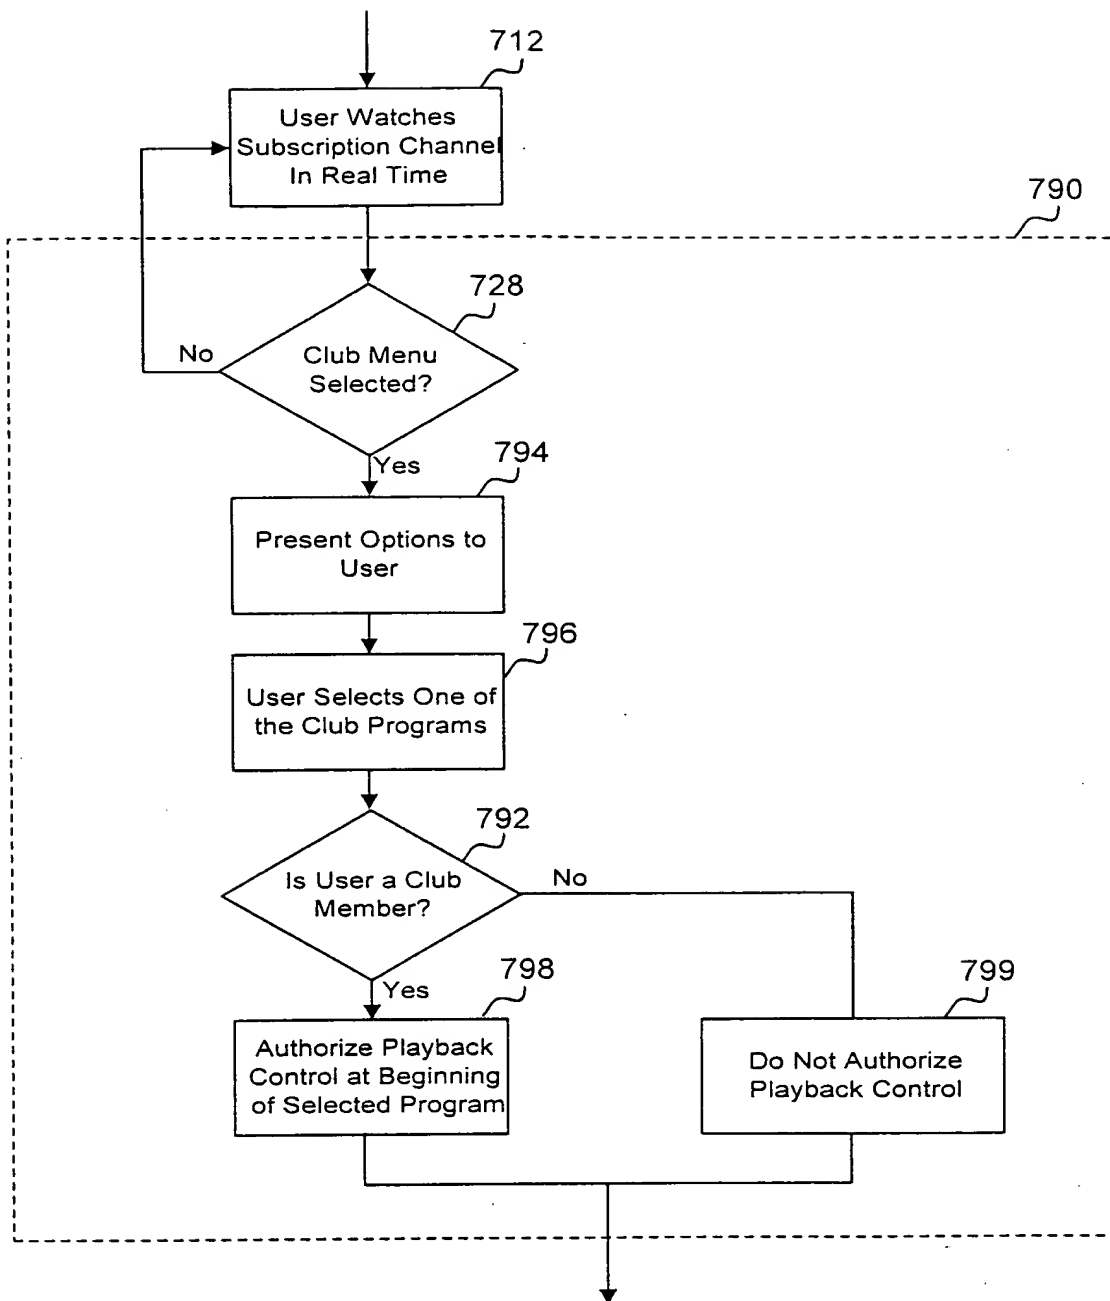 712
User Watches
Subscription Channel
In Real Time
790
728
No
Club Menu
Selected?
Yes
794
Present Options to
User
796
User Selects One of
the Club Programs
792
Is User a Club
Member?
No
Yes
798
799
Authorize Playback
Control at Beginning
of Selected Program
Do Not Authorize
Playback Control